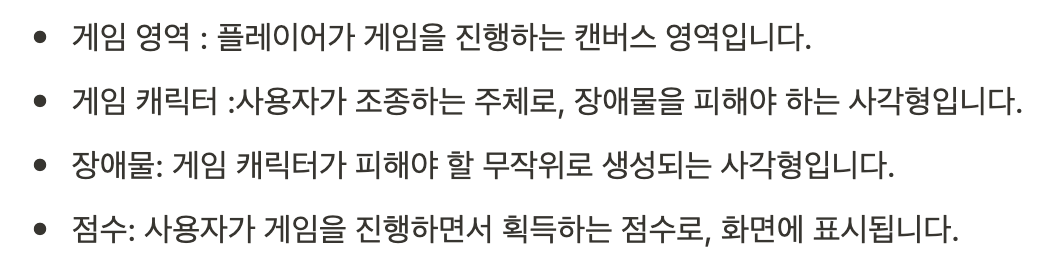 • 게임 영역 : 플레이어가 게임을 진행하는 캔버스 영역입니다.
• 게임 캐릭터 :사용자가 조종하는 주체로, 장애물을 피해야 하는 사각형입니다.
• 장애물: 게임 캐릭터가 피해야 할 무작위로 생성되는 사각형입니다.
• 점수: 사용자가 게임을 진행하면서 획득하는 점수로, 화면에 표시됩니다.